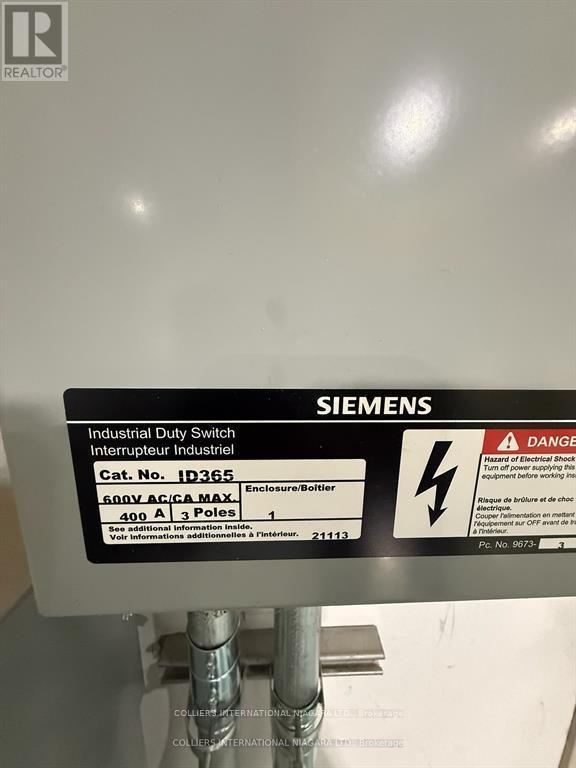 R
REALTOR®
SIEMENS
Industrial Duty Switch
Interrupteur Industriel
Cat. No. ID365
600V AC/CA MAX.
400 A 3 Poles
Enclosure/Boîtier
1
See additional information inside.
Voir informations additionnelles à l'intérieur. 21113
DANGE
Hazard of Electrical Shock
Turn off power supplying this
equipment before working ins
Risque de brûlure et de choc
électrique.
Couper l'alimentation en mettant
l'équipement sur OFF avant de tr
à l'intérieur.
Pc. No. 9673- 3
COLLIERS INTERNATIONAL NIAGARA LTD., Brokerage
COLLIERS INTERNATIONAL NIAGARA LTD., Brokerage